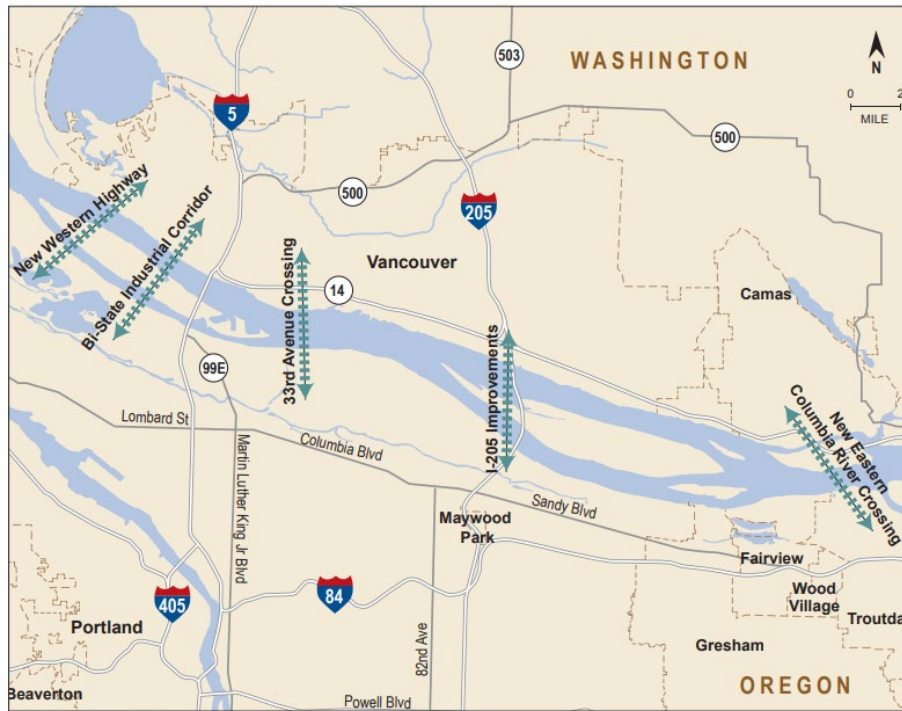 503
WASHINGTON
N
0 2
MILE
5
500
500
New Western Highway
Bi-State Industrial Corridor
205
33rd Avenue Crossing
Vancouver
14
Camas
I-205 Improvements
99E
New Eastern
Columbia River Crossing
Lombard St
Columbia Blvd
Martin Luther King Jr Blvd
Sandy Blvd
Maywood
Park
Fairview
Wood
Village
405
84
82nd Ave
Portland
Troutda
Gresham
Beaverton
Powell Blvd
OREGON